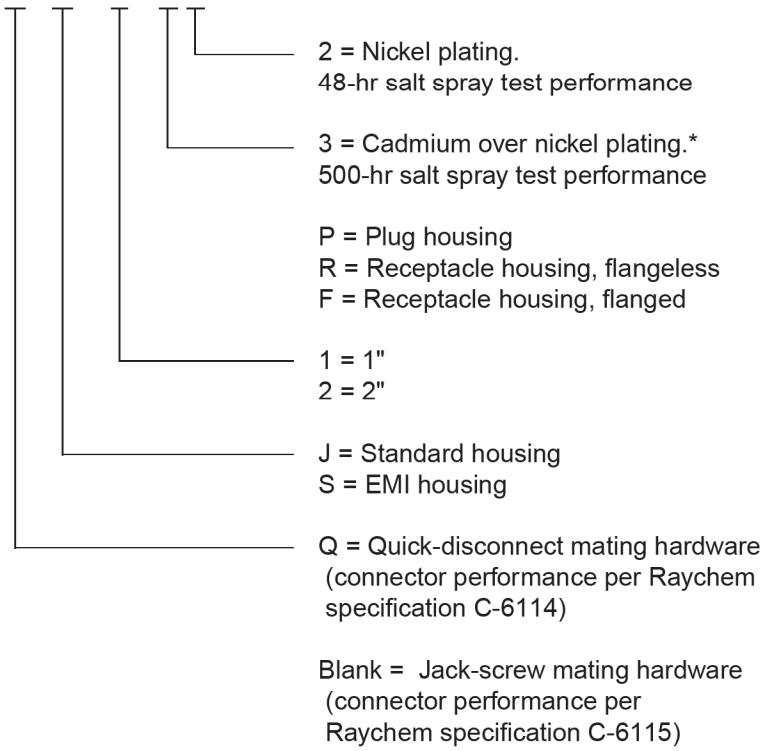 2 = Nickel plating.
48-hr salt spray test performance
3 = Cadmium over nickel plating.*
500-hr salt spray test performance
P = Plug housing
R = Receptacle housing, flangeless
F = Receptacle housing, flanged
1 = 1"
2 = 2"
J = Standard housing
S = EMI housing
Q = Quick-disconnect mating hardware
(connector performance per Raychem
specification C-6114)
Blank = Jack-screw mating hardware
(connector performance per
Raychem specification C-6115)